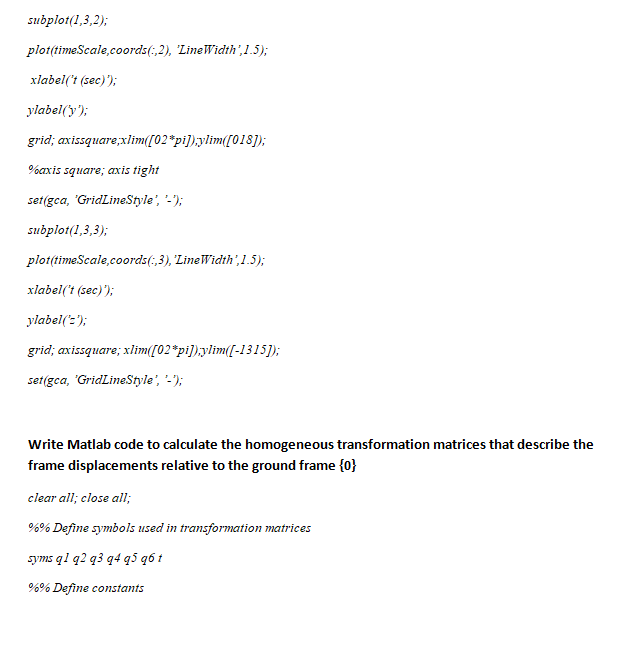 subplot(1,3,2);
plot(timeScale,coords(:,2), 'LineWidth',1.5);
xlabel('t (sec)');
ylabel('y');
grid; axissquare;xlim([02*pi]);ylim([018]);
%axis square; axis tight
set(gca, 'GridLineStyle', '-');
subplot(1,3,3);
plot(timeScale,coords(:,3),'LineWidth',1.5);
xlabel('t (sec)');
ylabel('z');
grid; axissquare; xlim([02*pi]);ylim([-1315]);
set(gca, 'GridLineStyle', '-');
Write Matlab code to calculate the homogeneous transformation matrices that describe the
frame displacements relative to the ground frame {0}
clear all; close all;
%% Define symbols used in transformation matrices
syms q1 q2 q3 q4 q5 q6 t
%% Define constants